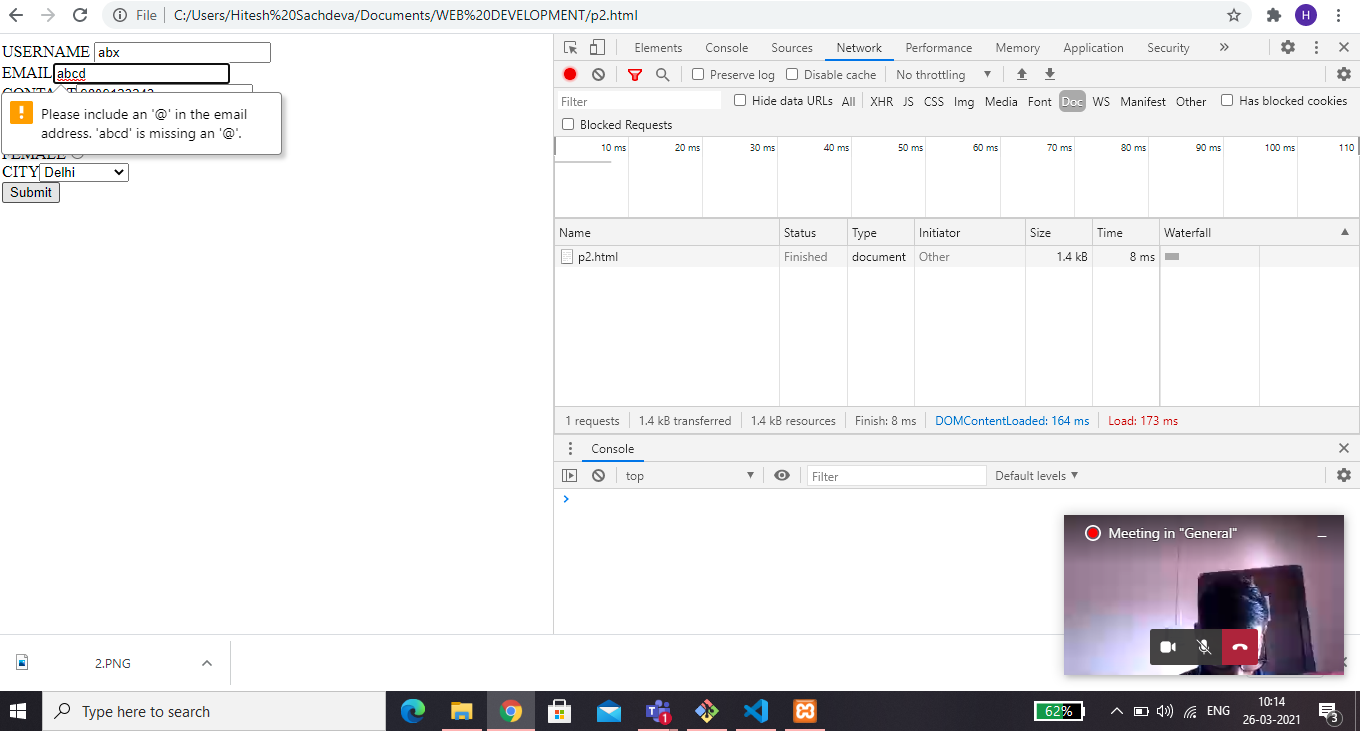 File C:/Users/Hitesh%20Sachdeva/Documents/WEB%20DEVELOPMENT/p2.html H
USERNAME abx
EMAIL abcd
Please include an '@' in the email
address. 'abcd' is missing an '@'.
FEMALE
CITY Delhi
Submit
Elements Console Sources Network Performance Memory Application Security »
Preserve log Disable cache No throttling
Filter Hide data URLs All XHR JS CSS Img Media Font Doc WS Manifest Other Has blocked cookies
Blocked Requests
10 ms 20 ms 30 ms 40 ms 50 ms 60 ms 70 ms 80 ms 90 ms 100 ms 110
Name Status Type Initiator Size Time Waterfall
p2.html Finished document Other 1.4 kB 8 ms
1 requests 1.4 kB transferred 1.4 kB resources Finish: 8 ms DOMContentLoaded: 164 ms Load: 173 ms
Console
top Filter Default levels
Meeting in "General"
2.PNG
Type here to search
1
62%
ENG
10:14
26-03-2021
3